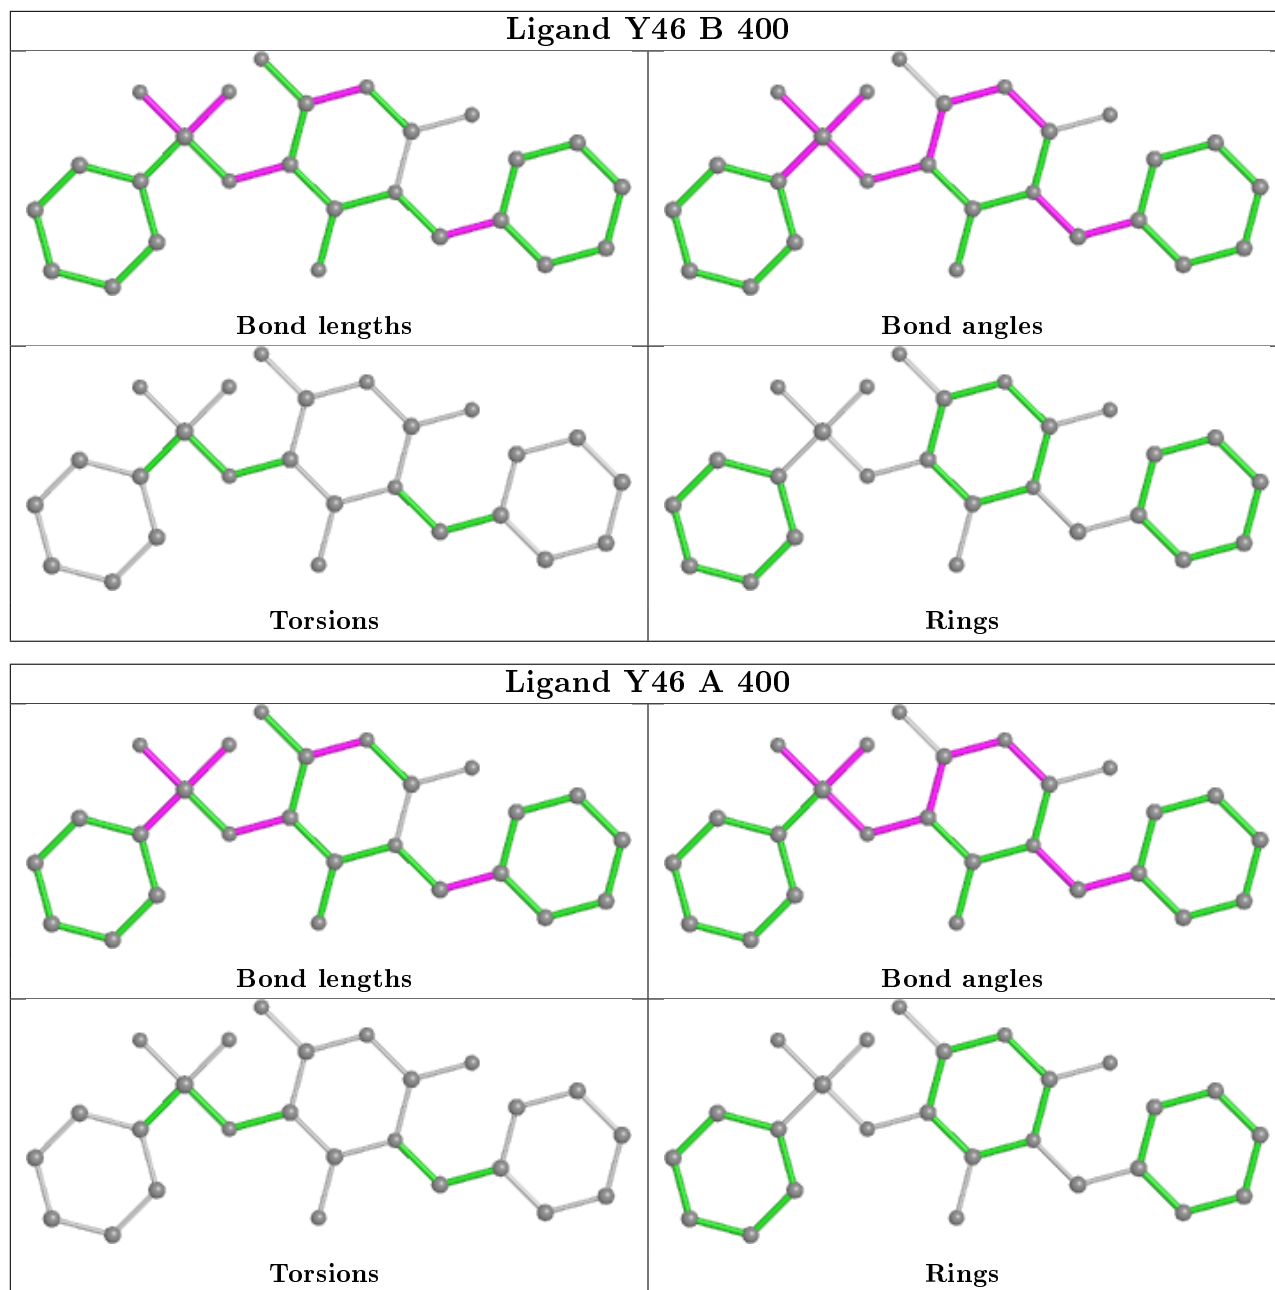 Ligand Y46 B 400
Bond lengths
Bond angles
Torsions
Rings
Ligand Y46 A 400
Bond lengths
Bond angles
Torsions
Rings